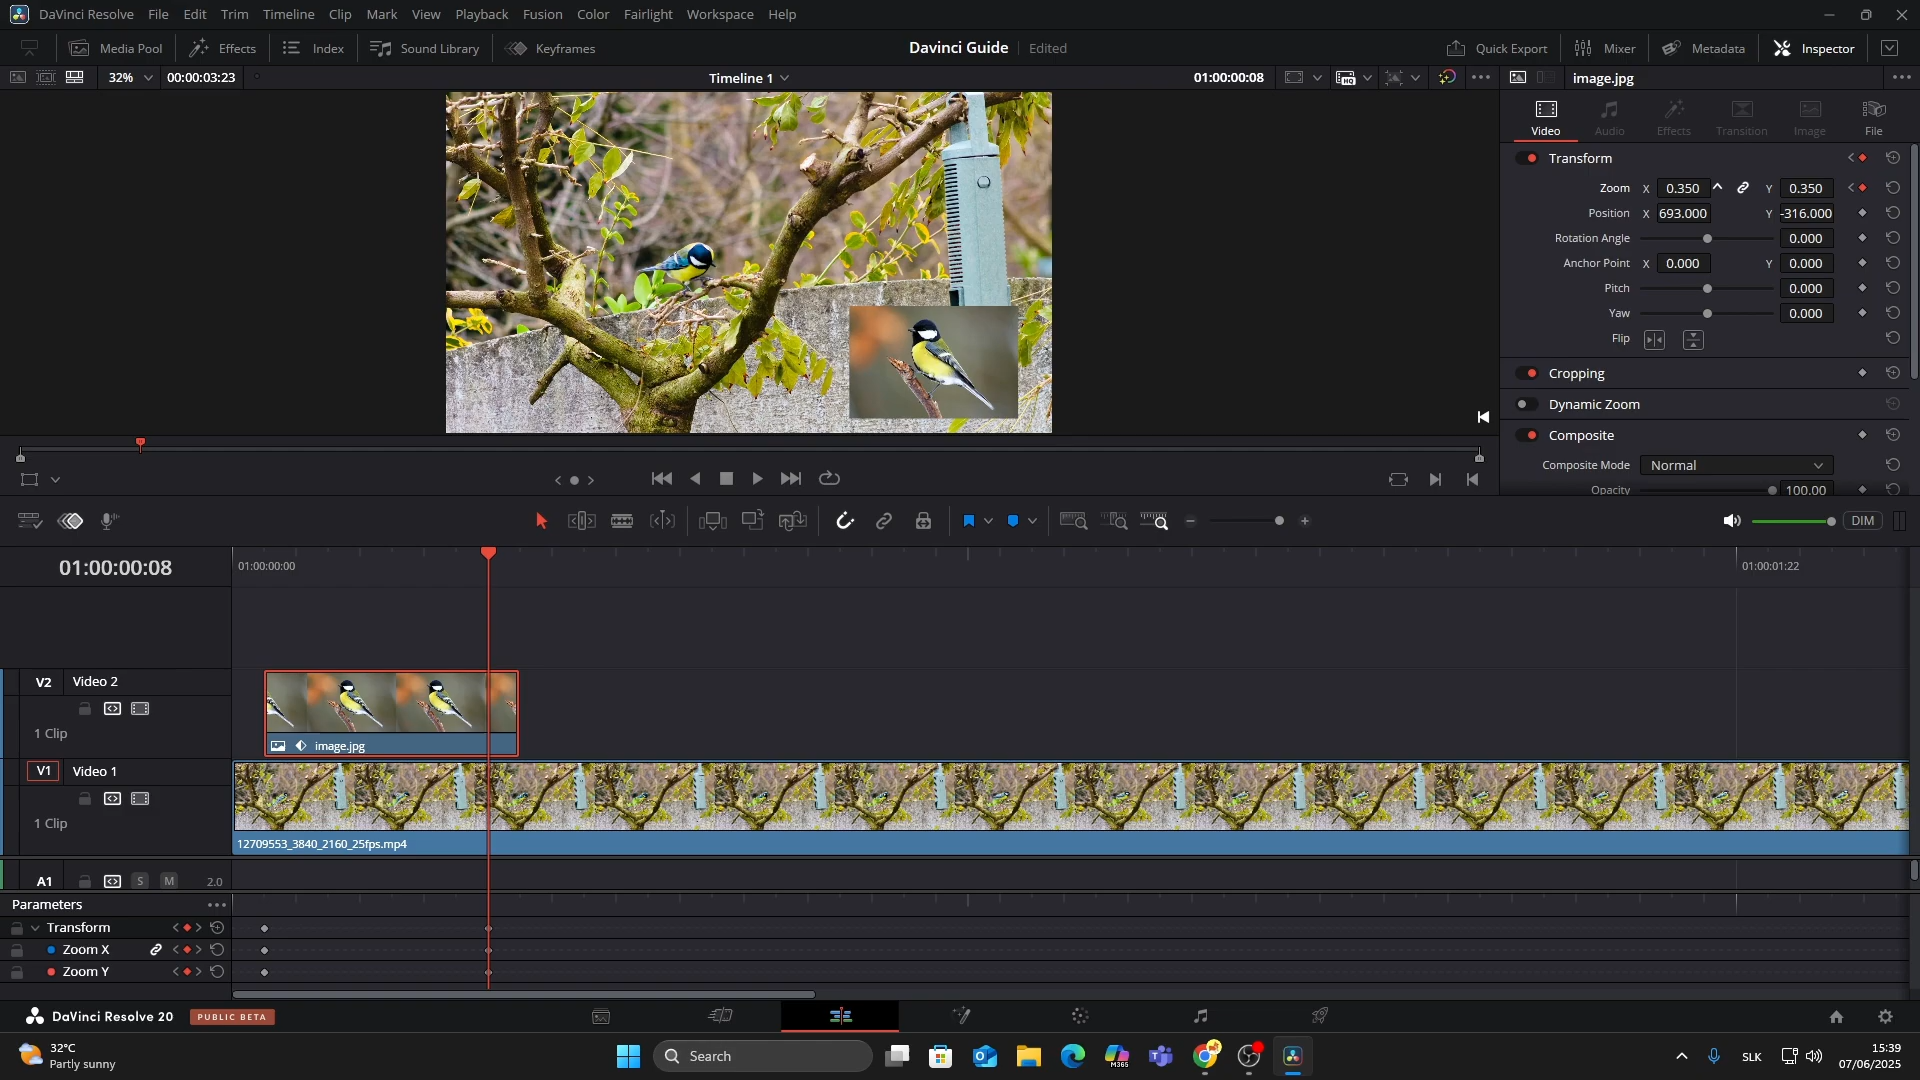 DaVinci Resolve File Edit Trim Timeline Clip Mark View Playback Fusion Color Fairlight Workspace Help
Media Pool Effects Index Sound Library Keyframes Davinci Guide Edited Quick Export Mixer Metadata Inspector
32% 00:00:03:23 Timeline 1 01:00:00:08 image.jpg
Video Audio Effects Transition Image File
Transform
Zoom X 0.350 Y 0.350
Position X 693.000 Y -316.000
Rotation Angle 0.000
Anchor Point X 0.000 Y 0.000
Pitch 0.000
Yaw 0.000
Flip
Cropping
Dynamic Zoom
Composite
Composite Mode Normal
Opacity 100.00
DIM
01:00:00:08 01:00:00:00 01:00:01:22
V2 Video 2
1 Clip
image.jpg
V1 Video 1
1 Clip
12709553_3840_2160_25fps.mp4
A1 S M 2.0
Parameters
Transform
Zoom X
Zoom Y
DaVinci Resolve 20 PUBLIC BETA
32°C
Partly sunny
Search
M365
SLK
15:39
07/06/2025